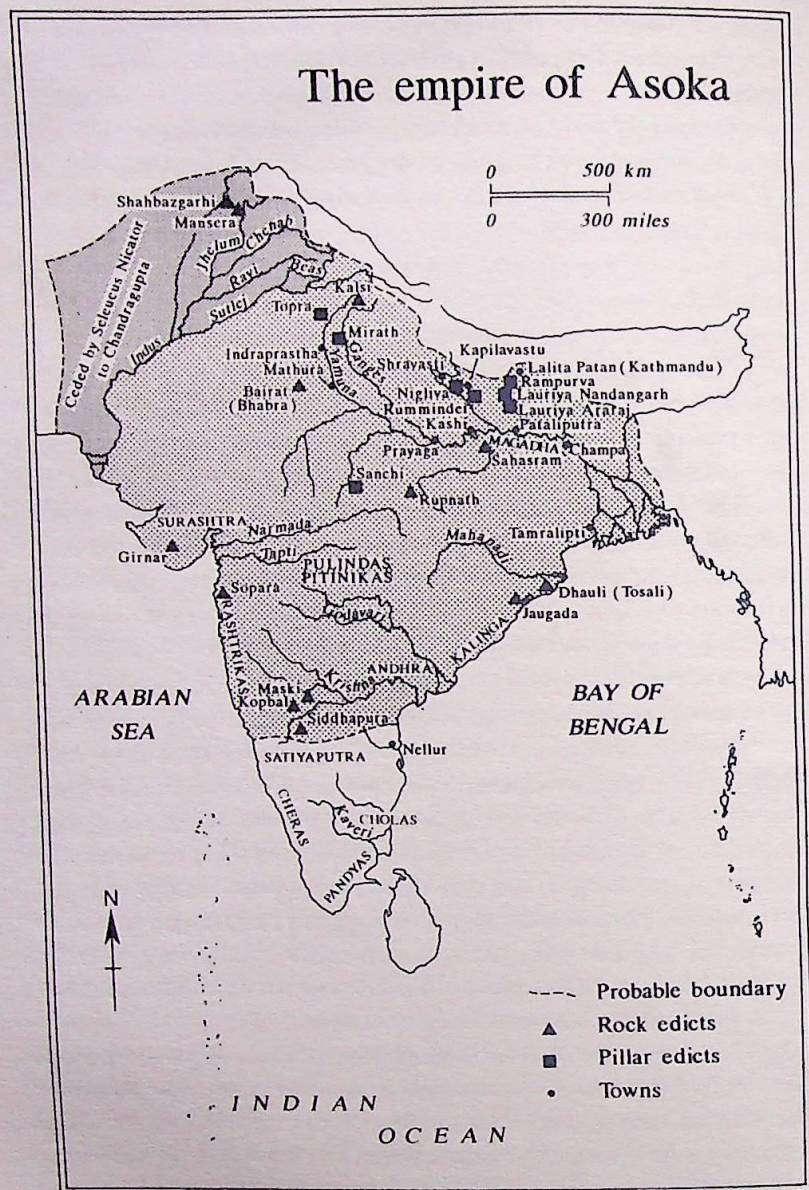 The empire of Asoka
0 500 km
0 300 miles
Shahbazgarhi
Mansera
Jhelum
Chenab
Ravi
Beas
Sutlej
Indus
Ceded by Seleucus Nicator
to Chandragupta
Kalsi
Topra
Mirath
Ganges
Yamuna
Indraprastha
Mathura
Bairat
(Bhabra)
Kapilavastu
Shravasti
Lalita Patan (Kathmandu)
Rampurva
Nigliva
Lauriya Nandangarh
Rummindei
Lauriya Araraj
Kashi
Pataliputra
Prayaga
MAGADHA
Champa
Sahasram
Sanchi
Rupnath
SURASHTRA
Narmada
Girnar
Tapti
Mahanadi
Tamralipti
PULINDAS
PITINIKAS
Sopara
Dhauli (Tosali)
Jaugada
Godavari
RASHTRIKAS
KALINGA
ANDHRA
Krishna
Maski
Kopbal
Siddhapura
ARABIAN
SEA
BAY OF
BENGAL
Nellur
SATIYAPUTRA
CHERAS
CHOLAS
Kaveri
PANDYAS
N
Probable boundary
Rock edicts
Pillar edicts
Towns
INDIAN
OCEAN